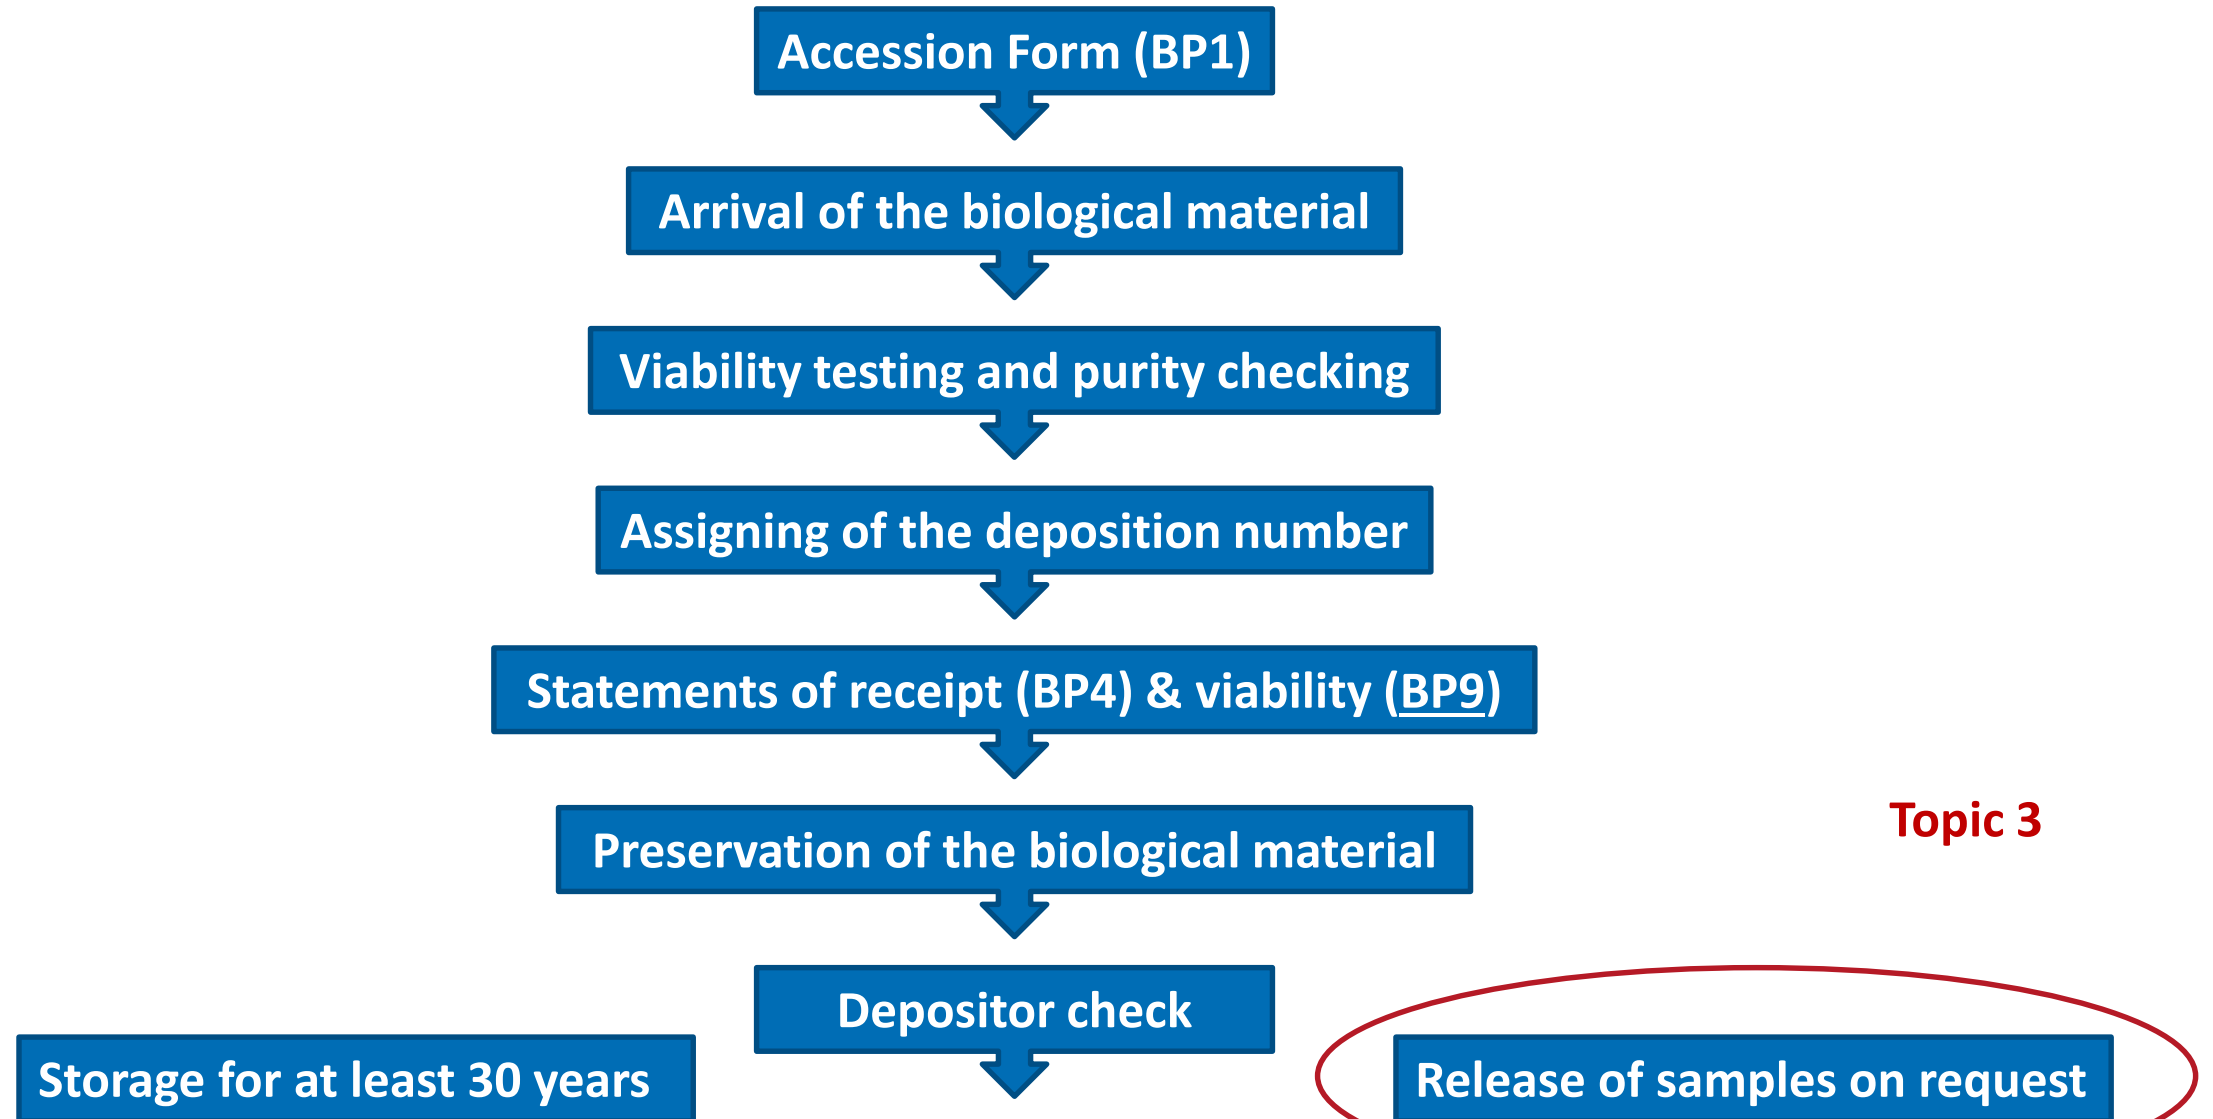 Accession Form (BP1)
Arrival of the biological material
Viability testing and purity checking
Assigning of the deposition number
Statements of receipt (BP4) & viability (BP9)
Preservation of the biological material
Topic 3
Depositor check
Storage for at least 30 years
Release of samples on request